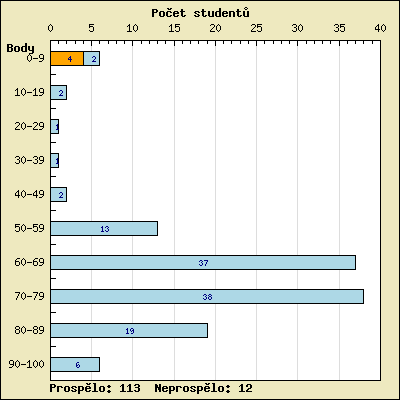 Počet studentů
0 5 10 15 20 25 30 35 40
Body
0-9 4 2
10-19 2
20-29 1
30-39 1
40-49 2
50-59 13
60-69 37
70-79 38
80-89 19
90-100 6
Prospělo: 113 Neprospělo: 12